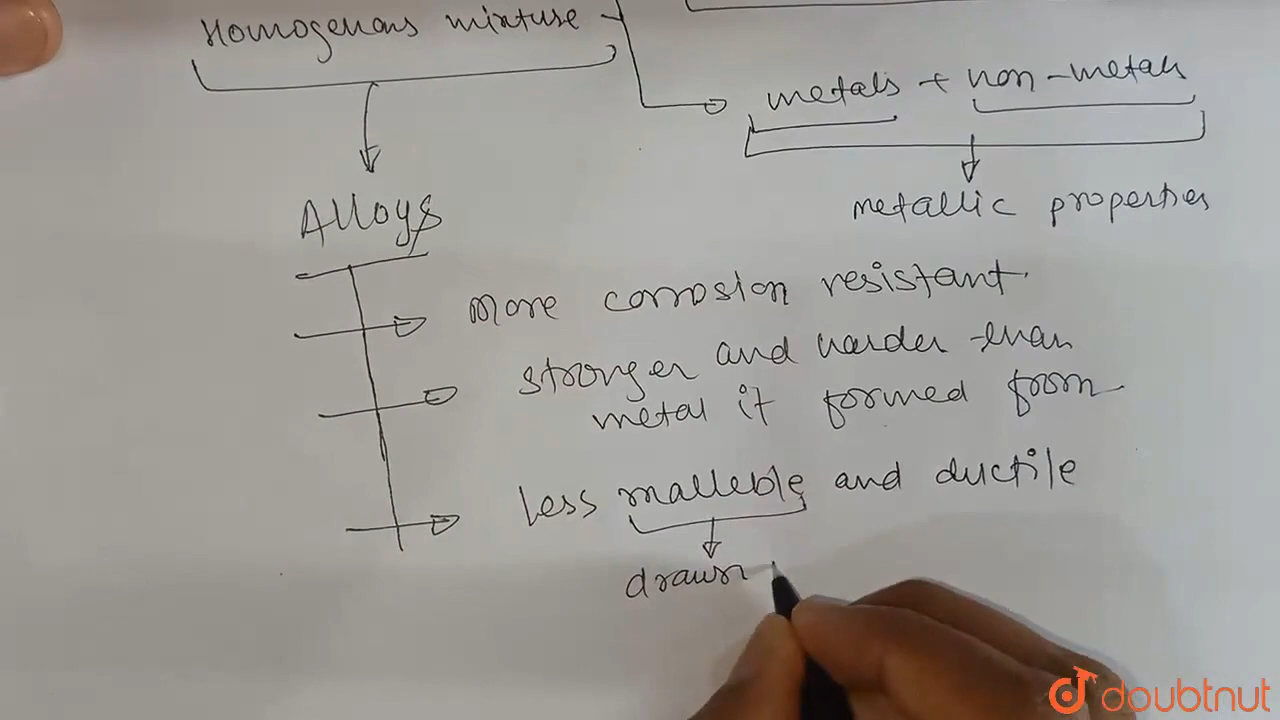 Homogenous mixture
metals + non-metals
metallic properties
Alloys
More corrosion resistant
stronger and harder than
metal it formed from
Less malleble and ductile
drawn
doubtnut